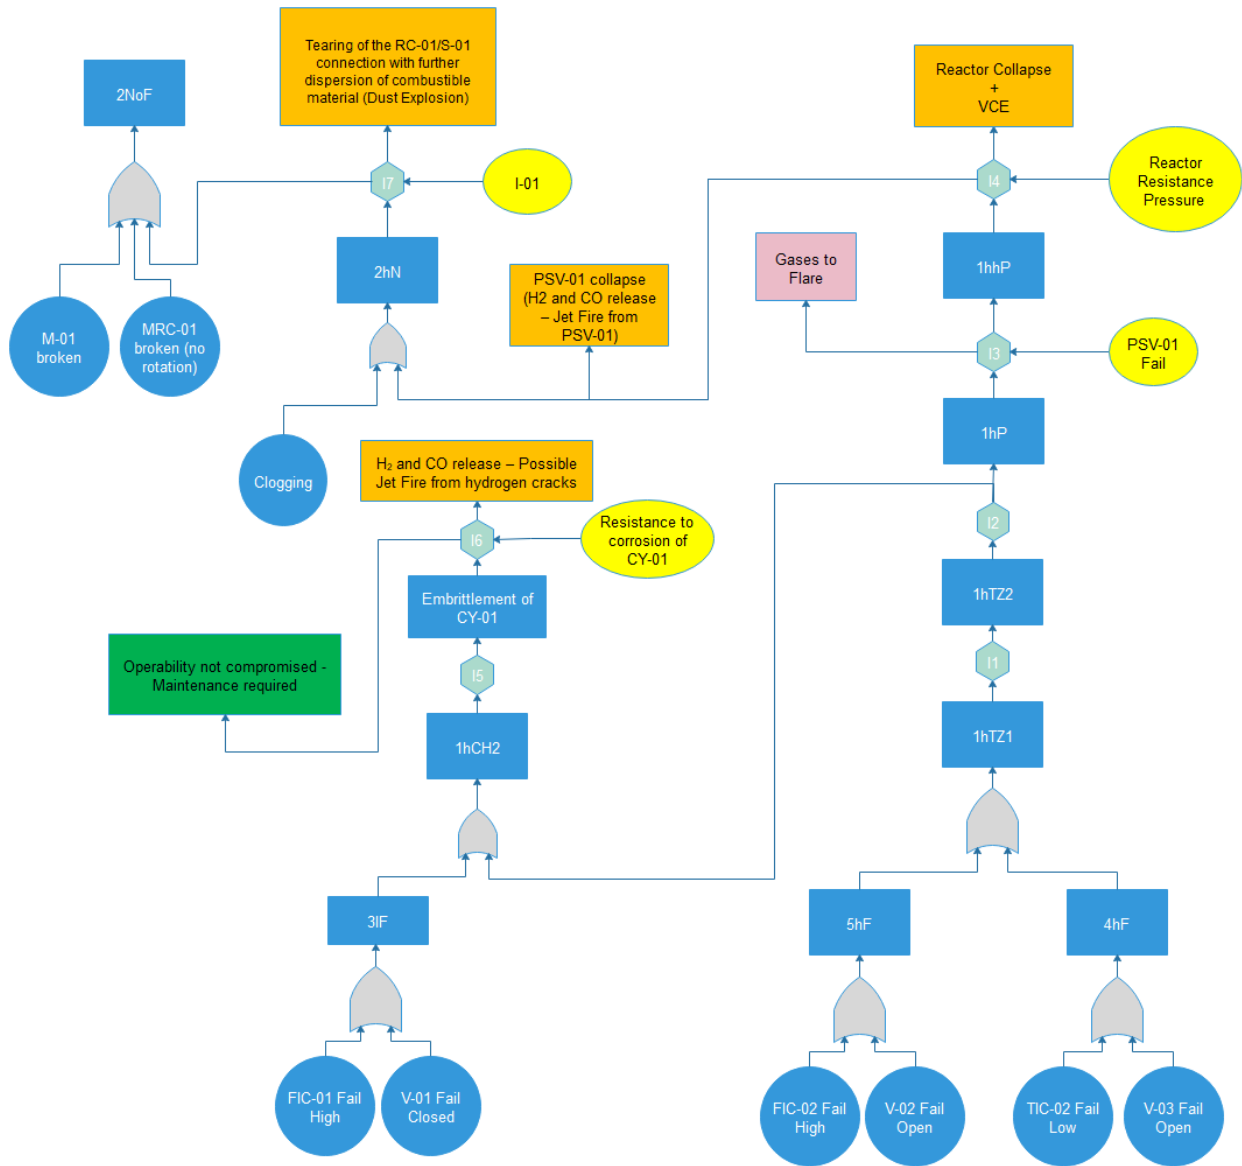 Tearing of the RC-01/S-01
connection with further
dispersion of combustible
material (Dust Explosion)
Reactor Collapse
+
VCE
2NoF
I7
I-01
I4
Reactor
Resistance
Pressure
2hN
PSV-01 collapse
(H2 and CO release
– Jet Fire from
PSV-01)
Gases to
Flare
1hhP
M-01
broken
MRC-01
broken (no
rotation)
I3
PSV-01
Fail
1hP
Clogging
H₂ and CO release – Possible
Jet Fire from hydrogen cracks
I6
Resistance to
corrosion of
CY-01
I2
Embrittlement of
CY-01
1hTZ2
Operability not compromised -
Maintenance required
I5
I1
1hCH2
1hTZ1
3IF
5hF
4hF
FIC-01 Fail
High
V-01 Fail
Closed
FIC-02 Fail
High
V-02 Fail
Open
TIC-02 Fail
Low
V-03 Fail
Open